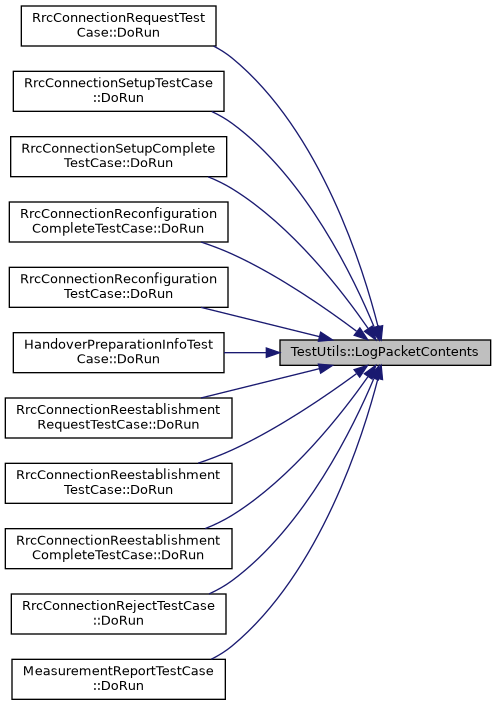 RrcConnectionRequestTest
Case::DoRun
RrcConnectionSetupTestCase
::DoRun
RrcConnectionSetupComplete
TestCase::DoRun
RrcConnectionReconfiguration
CompleteTestCase::DoRun
RrcConnectionReconfiguration
TestCase::DoRun
HandoverPreparationInfoTest
Case::DoRun
TestUtils::LogPacketContents
RrcConnectionReestablishment
RequestTestCase::DoRun
RrcConnectionReestablishment
TestCase::DoRun
RrcConnectionReestablishment
CompleteTestCase::DoRun
RrcConnectionRejectTestCase
::DoRun
MeasurementReportTestCase
::DoRun